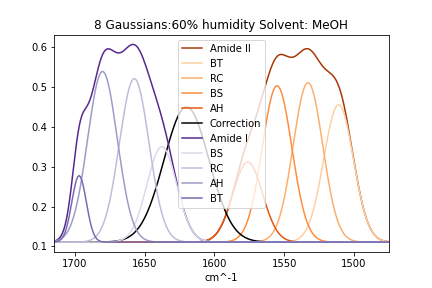 8 Gaussians:60% humidity Solvent: MeOH
0.6
0.5
0.4
0.3
0.2
0.1
Amide II
BT
RC
BS
AH
Correction
Amide I
BS
RC
AH
BT
1700 1650 1600 1550 1500
cm^-1